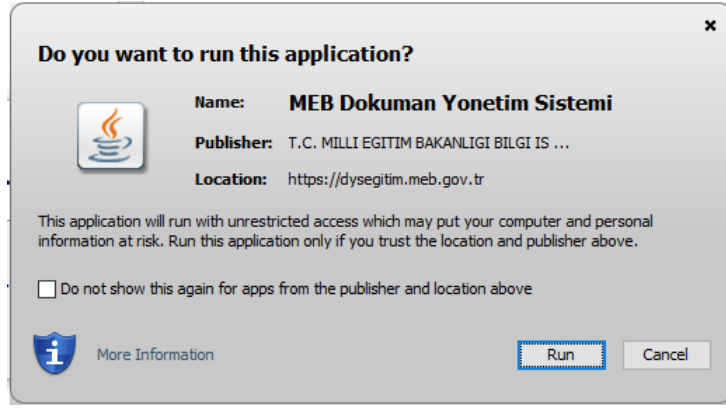 Do you want to run this application?
Name: MEB Dokuman Yonetim Sistemi
Publisher: T.C. MILLI EGITIM BAKANLIGI BILGI IS ...
Location: https://dysegitim.meb.gov.tr
This application will run with unrestricted access which may put your computer and personal
information at risk. Run this application only if you trust the location and publisher above.
Do not show this again for apps from the publisher and location above
More Information
Run
Cancel